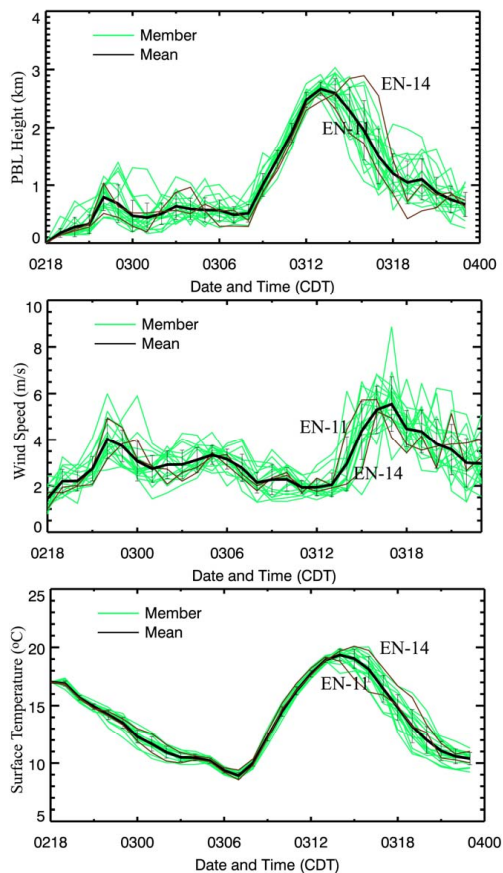 4
Member
Mean
3
EN-14
2
EN-11
1
0
PBL Height (km)
0218 0300 0306 0312 0318 0400
Date and Time (CDT)
10
Member
Mean
8
6
EN-11
4
EN-14
2
0
Wind Speed (m/s)
0218 0300 0306 0312 0318
Date and Time (CDT)
25
Member
Mean
20
EN-14
EN-11
15
10
5
Surface Temperature (°C)
0218 0300 0306 0312 0318 0400
Date and Time (CDT)